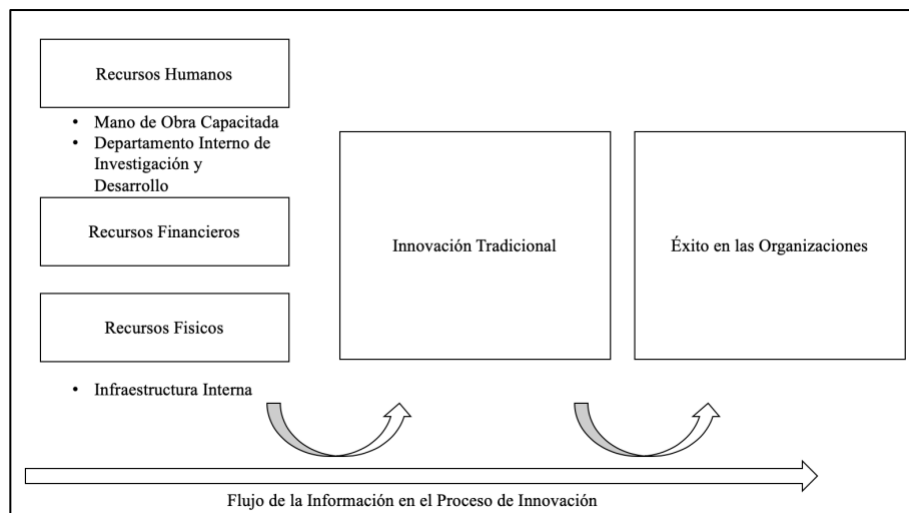 Recursos Humanos
• Mano de Obra Capacitada
• Departamento Interno de
Investigación y
Desarrollo
Recursos Financieros
Recursos Fisicos
• Infraestructura Interna
Innovación Tradicional
Éxito en las Organizaciones
Flujo de la Información en el Proceso de Innovación